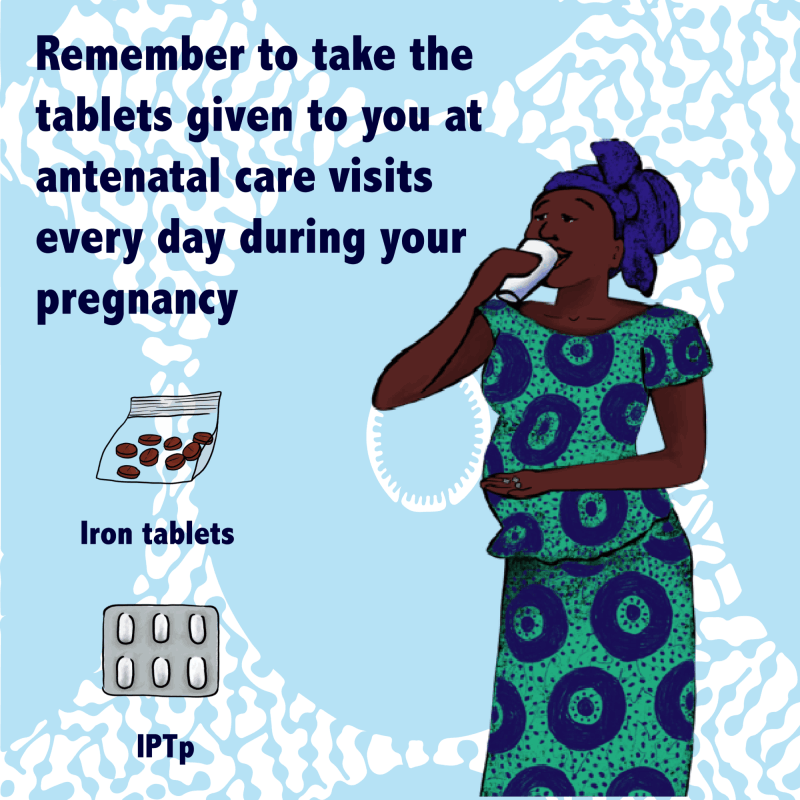 Remember to take the
tablets given to you at
antenatal care visits
every day during your
pregnancy
Iron tablets
IPTp